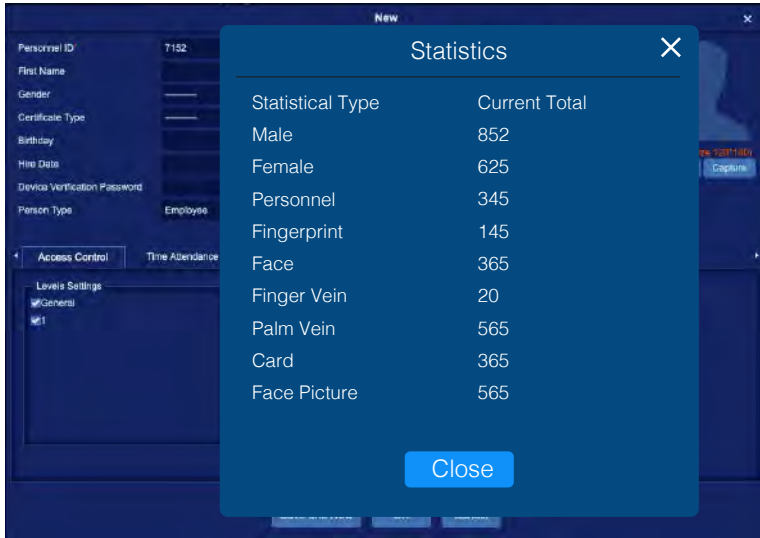 New
Personnel ID 7152
First Name
Gender
Certificate Type
Birthday
Hire Date
Device Verification Password
Person Type Employee
Capture
Access Control Time Attendance
Levels Settings
General
1
Statistics
Statistical Type Current Total
Male 852
Female 625
Personnel 345
Fingerprint 145
Face 365
Finger Vein 20
Palm Vein 565
Card 365
Face Picture 565
Close